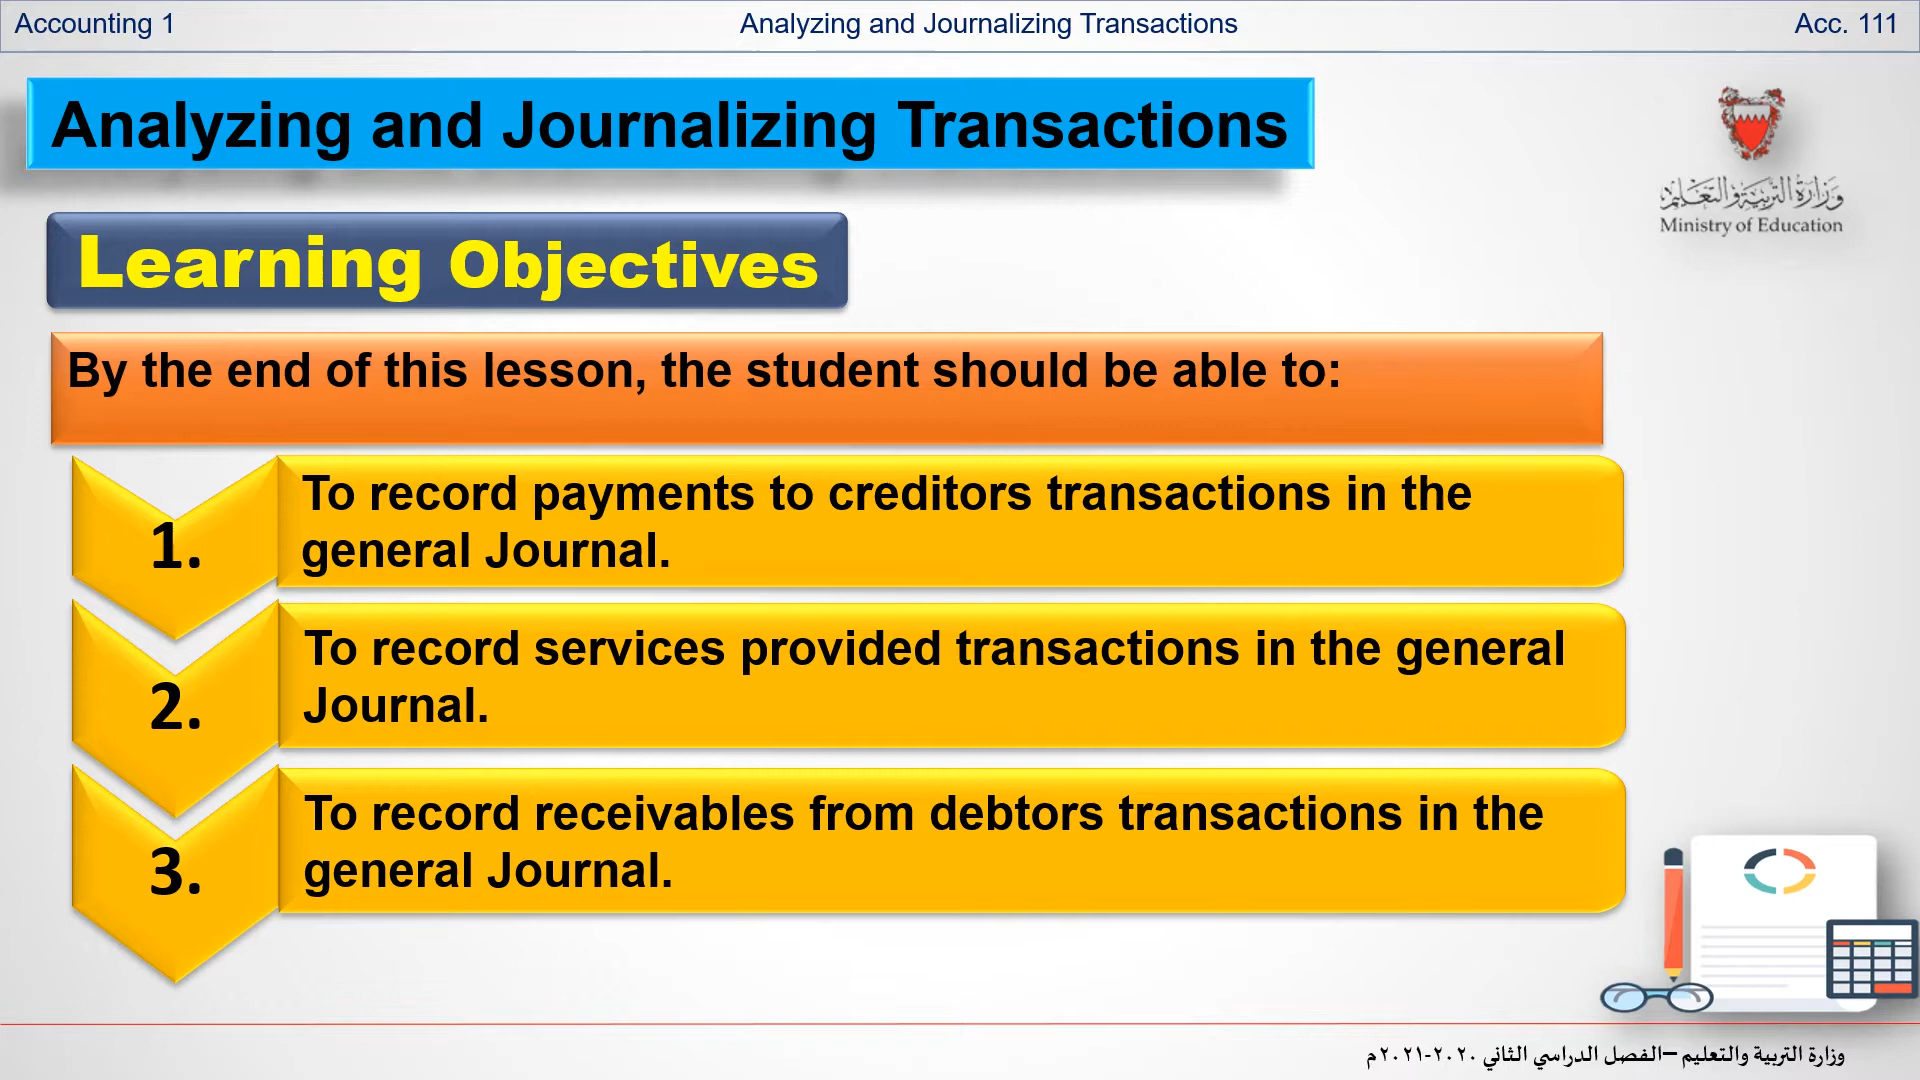 Accounting 1
Analyzing and Journalizing Transactions
Acc. 111
Analyzing and Journalizing Transactions
وزارة التربية والتعليم
Ministry of Education
Learning Objectives
By the end of this lesson, the student should be able to:
1.
To record payments to creditors transactions in the
general Journal.
2.
To record services provided transactions in the general
Journal.
3.
To record receivables from debtors transactions in the
general Journal.
وزارة التربية والتعليم –الفصل الدراسي الثاني ٢٠٢٠-٢٠٢١م